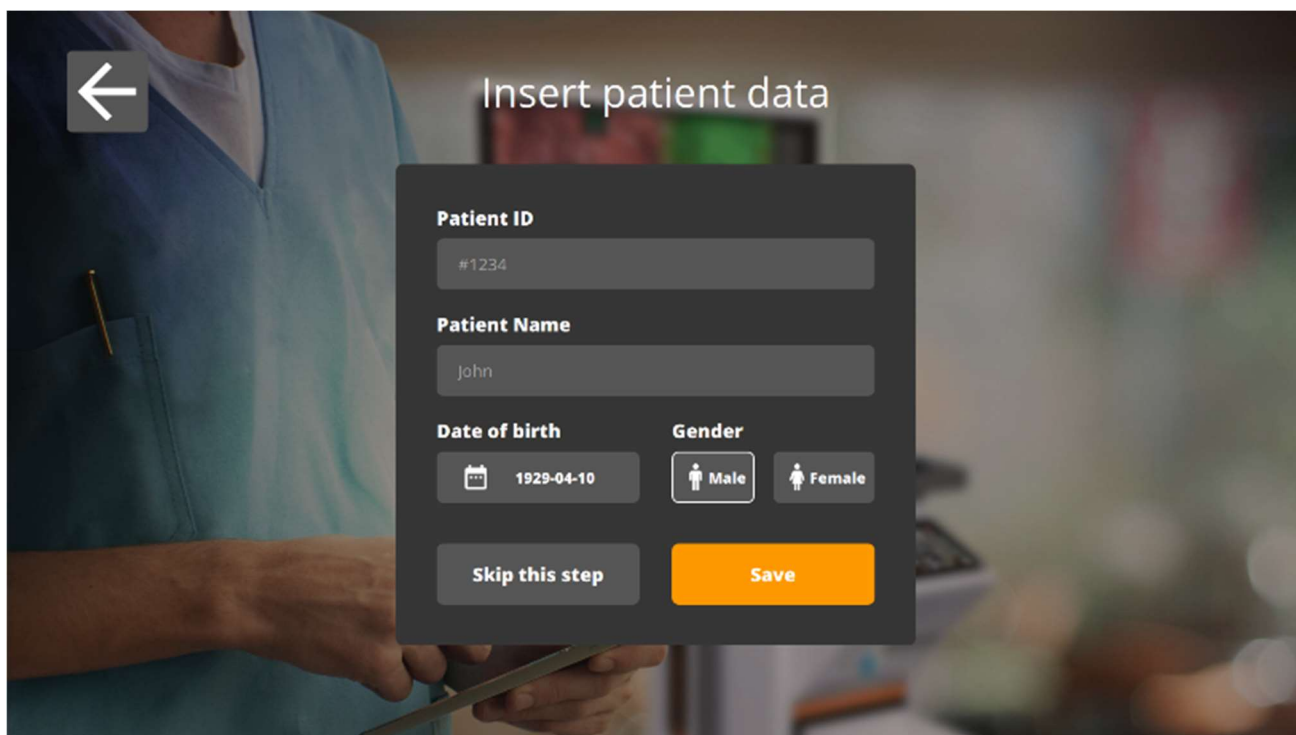 Insert patient data
Patient ID
#1234
Patient Name
John
Date of birth
Gender
1929-04-10
Male
Female
Skip this step
Save